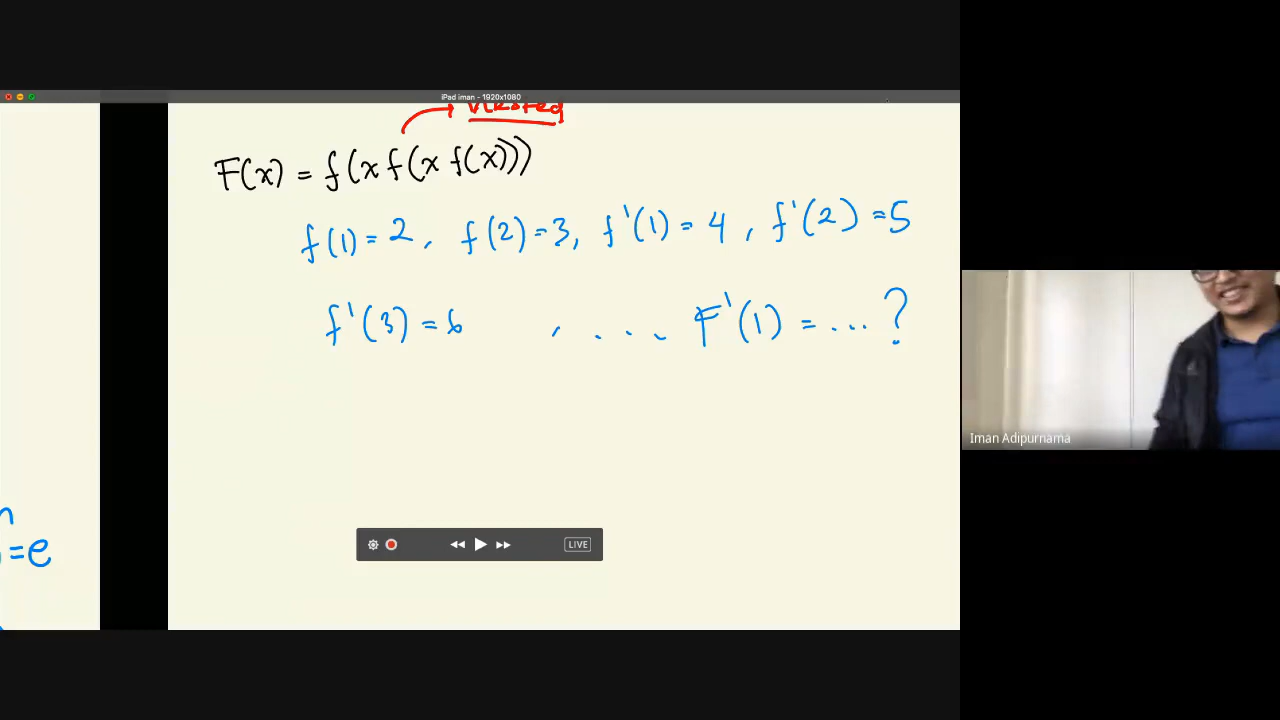 iPad iman - 1920x1080
F(x) = f(x f(x f(x)))
f(1) = 2, f(2) = 3, f'(1) = 4, f'(2) = 5
f'(3) = 6 , . . . F'(1) = ... ?
= e
LIVE
Iman Adipurnama